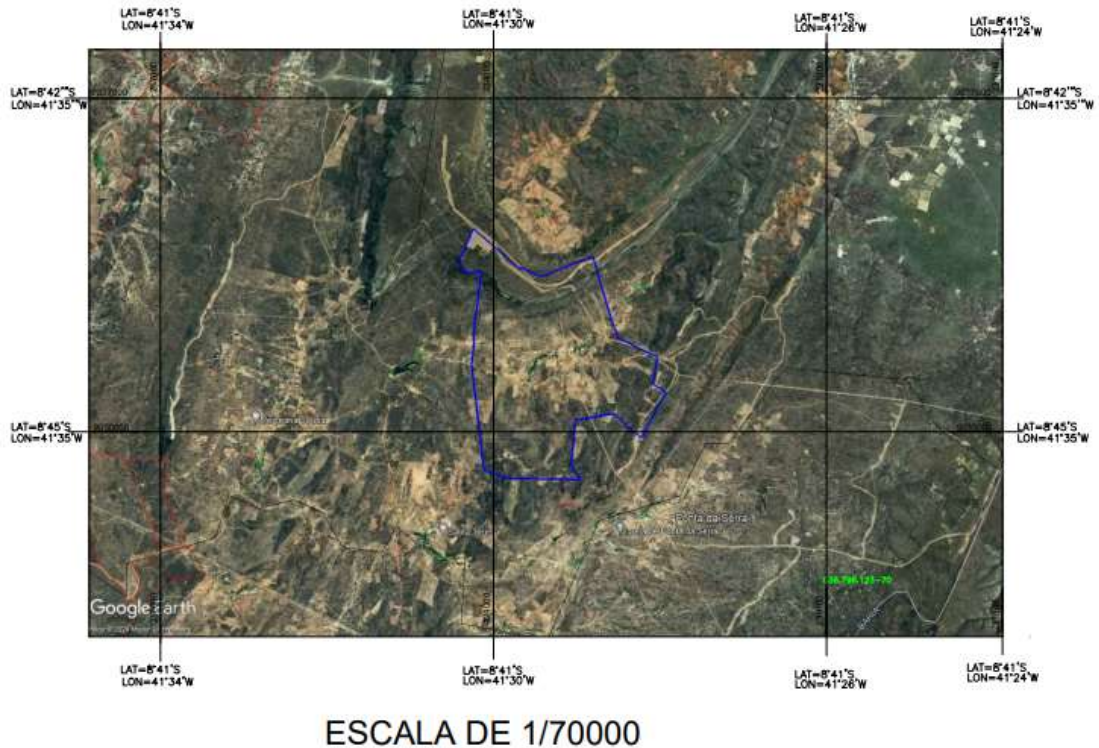 LAT=8°41'S
LON=41°34'W
LAT=8°41'S
LON=41°30'W
LAT=8°41'S
LON=41°26'W
LAT=8°41'S
LON=41°24'W
LAT=8°42'"S
LON=41°35'"W
LAT=8°42'"S
LON=41°35'"W
LAT=8°45'S
LON=41°35'W
LAT=8°45'S
LON=41°35'W
Ponta da Serra
Google Earth
LAT=8°41'S
LON=41°34'W
LAT=8°41'S
LON=41°30'W
LAT=8°41'S
LON=41°26'W
LAT=8°41'S
LON=41°24'W
ESCALA DE 1/70000